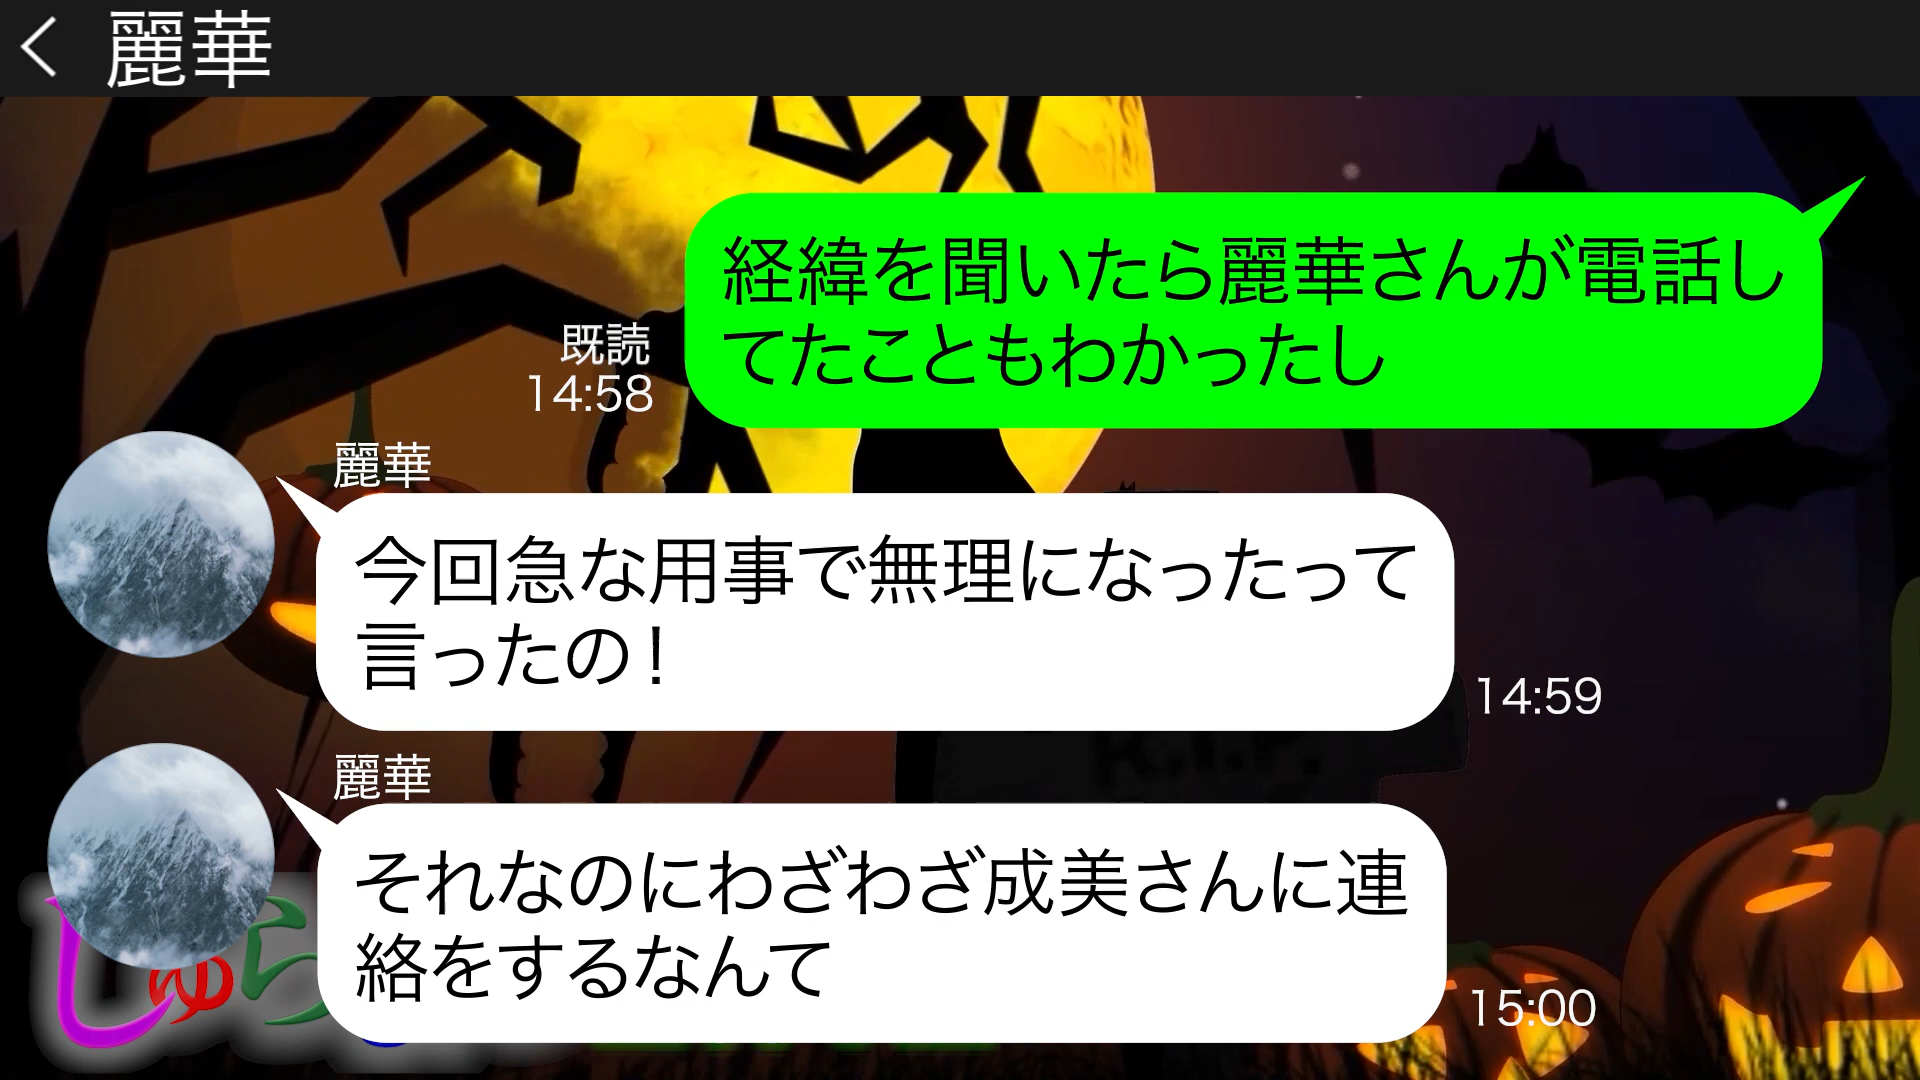 麗華
経緯を聞いたら麗華さんが電話し
てたこともわかったし
既読
14:58
麗華
今回急な用事で無理になったって
言ったの！
14:59
麗華
それなのにわざわざ成美さんに連
絡をするなんて
15:00
しゅら
R.I.P.